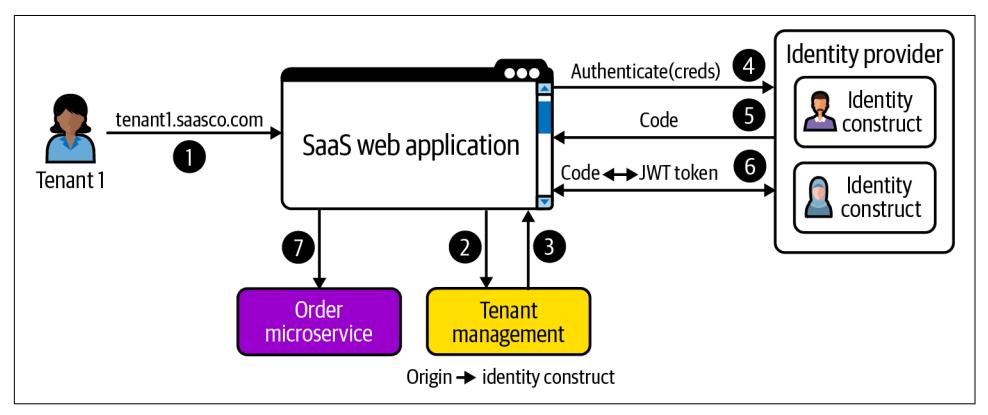 Identity provider
Authenticate(creds)
4
Identity
construct
tenant1.saasco.com
1
Tenant 1
SaaS web application
Code
5
Code ↔ JWT token
6
Identity
construct
7
2
3
Order
microservice
Tenant
management
Origin → identity construct